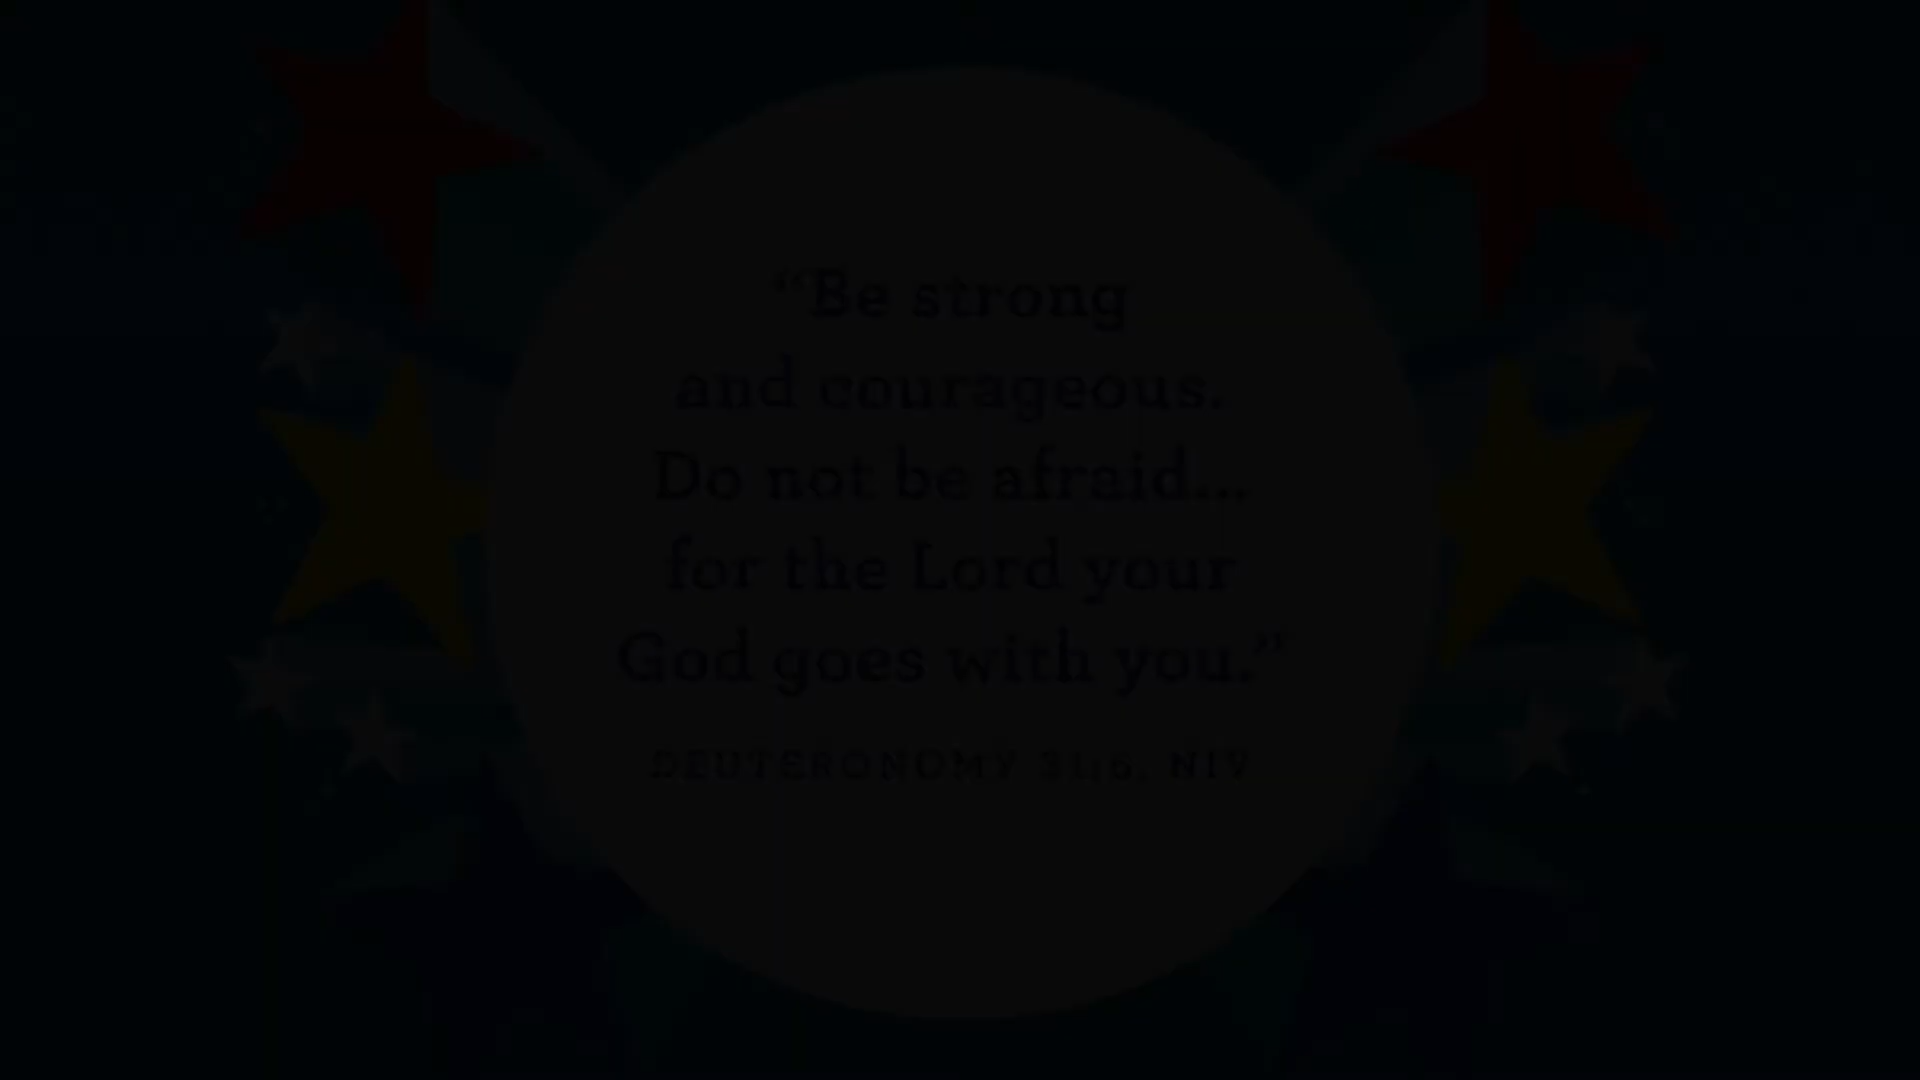 “Be strong
and courageous.
Do not be afraid...
for the Lord your
God goes with you.”
DEUTERONOMY 31:6, NIV